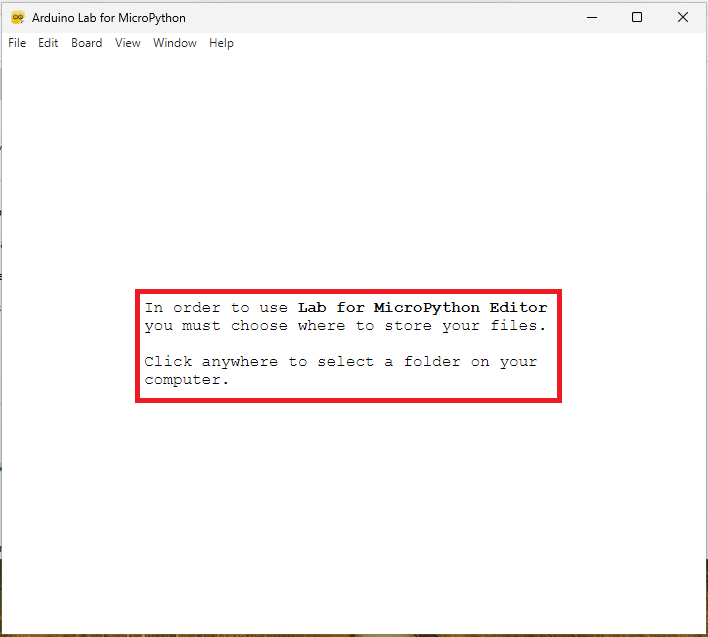 Arduino Lab for MicroPython
File Edit Board View Window Help
In order to use Lab for MicroPython Editor
you must choose where to store your files.
Click anywhere to select a folder on your
computer.